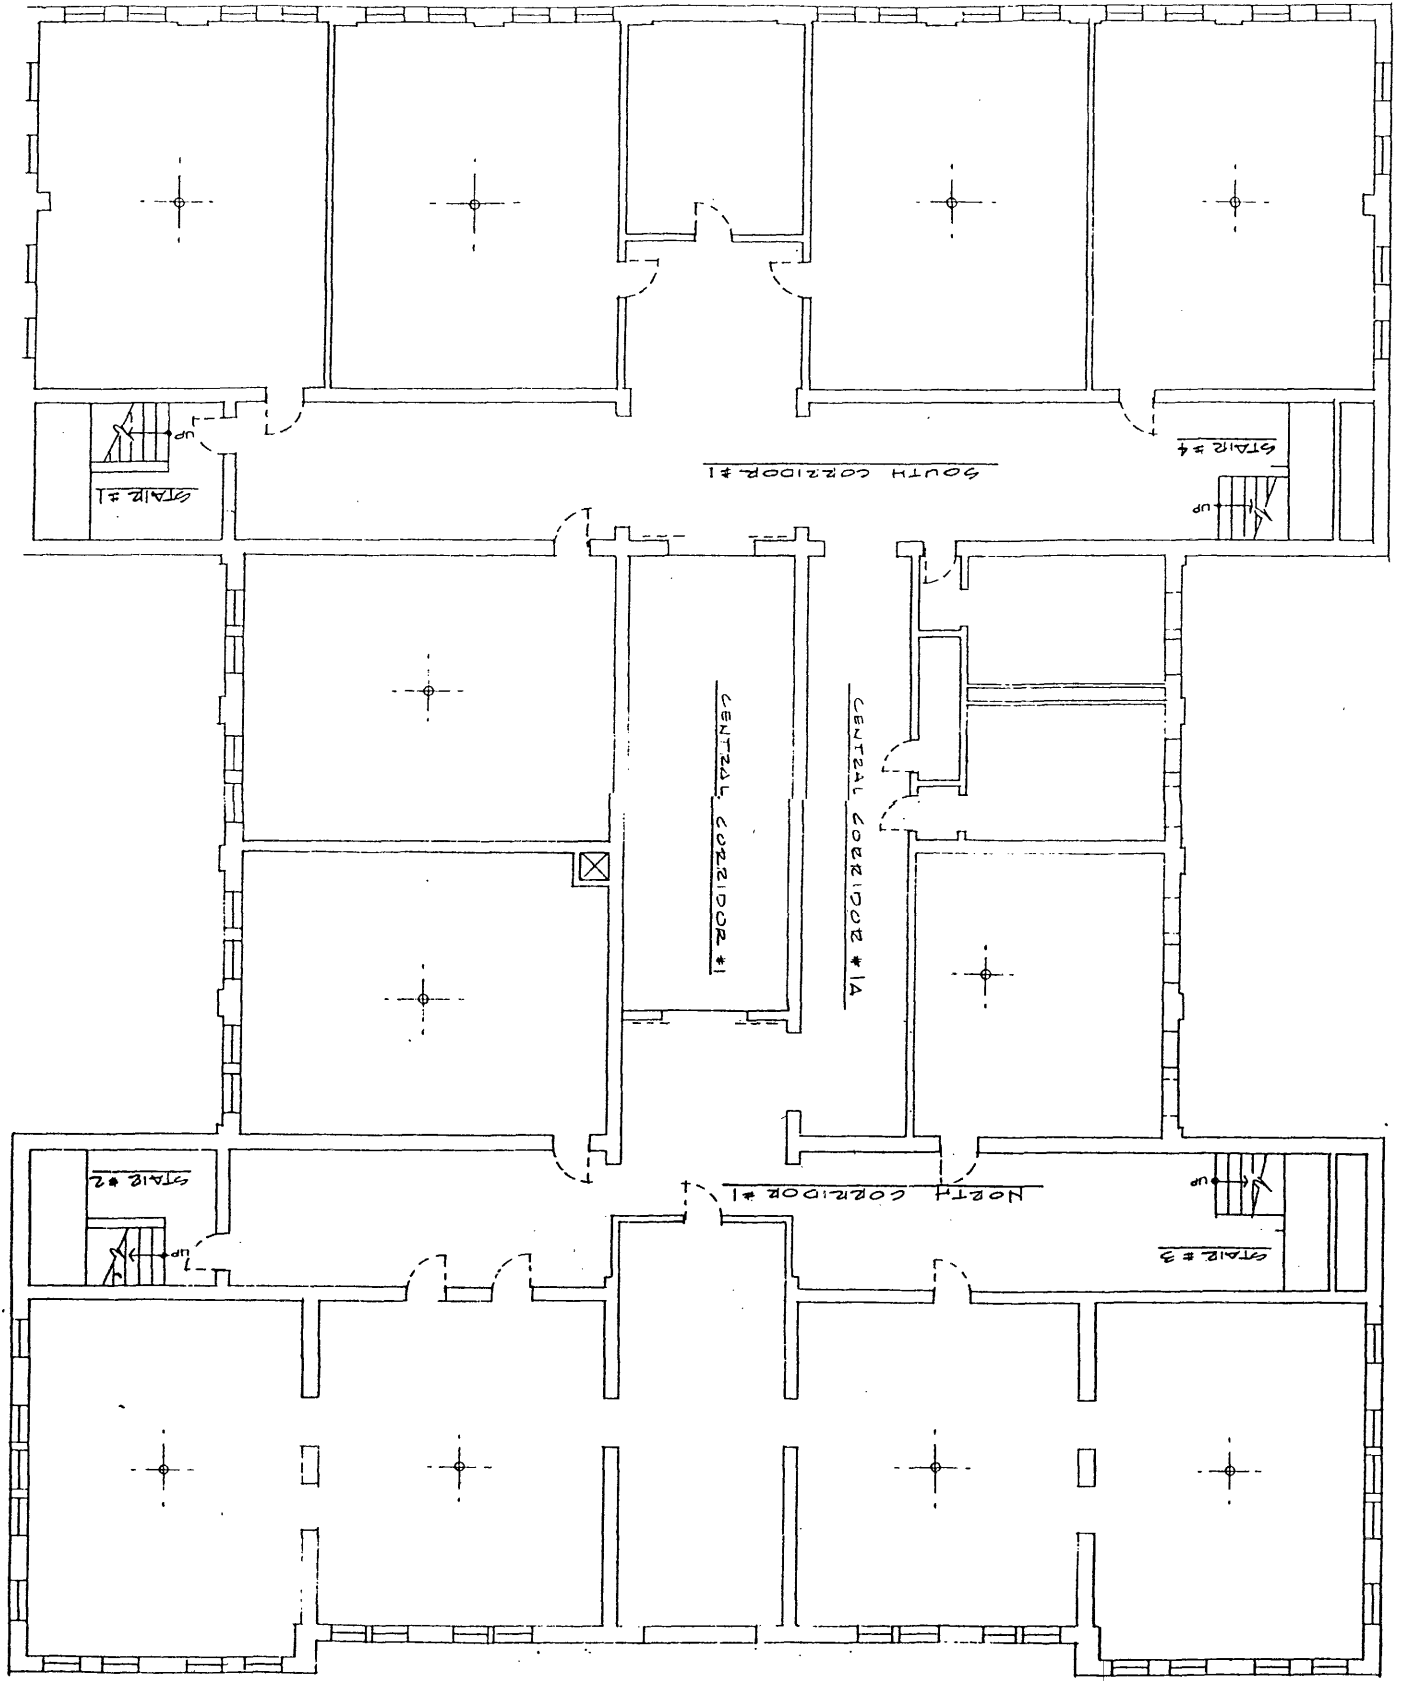 UP
STAIR #1
SOUTH CORRIDOR #1
STAIR #4
UP
CENTRAL CORRIDOR #1
CENTRAL CORRIDOR #1A
STAIR #2
UP
NORTH CORRIDOR #1
UP
STAIR #3